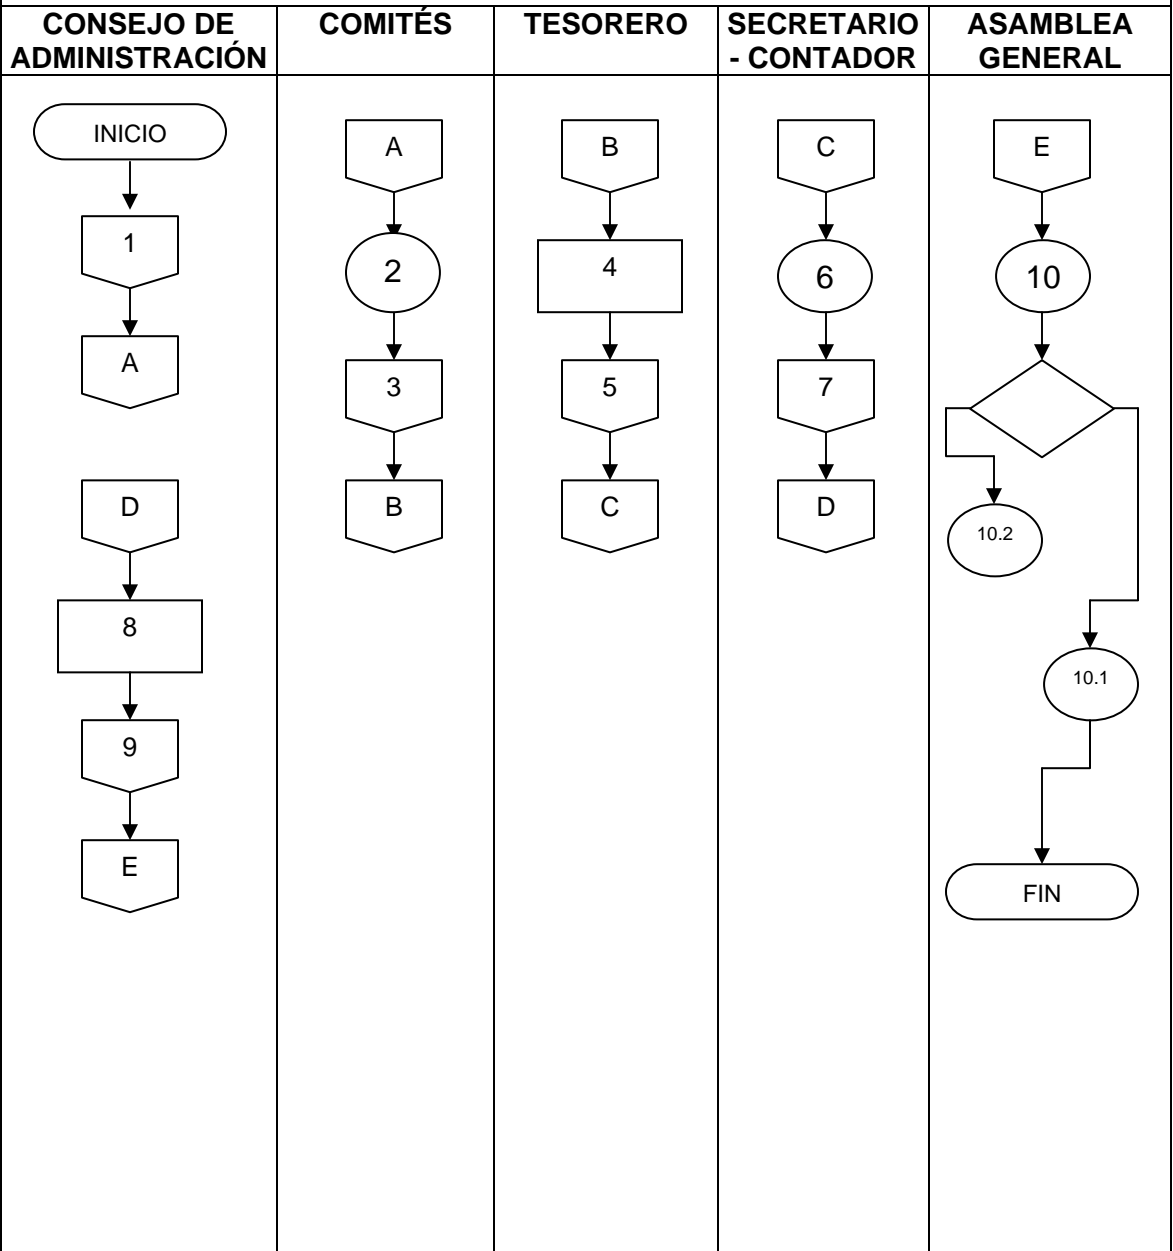 CONSEJO DE
ADMINISTRACIÓN
COMITÉS
TESORERO
SECRETARIO
- CONTADOR
ASAMBLEA
GENERAL
INICIO
1
A
D
8
9
E
A
2
3
B
B
4
5
C
C
6
7
D
E
10
10.2
10.1
FIN